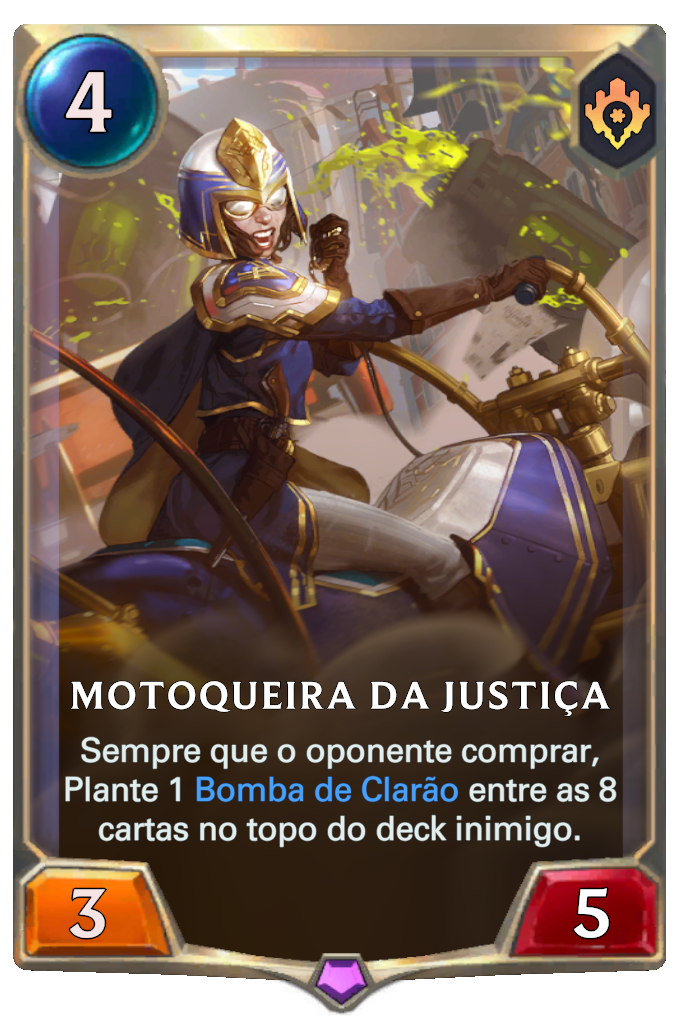 4
MOTOQUEIRA DA JUSTIÇA
Sempre que o oponente comprar,
Plante 1 Bomba de Clarão entre as 8
cartas no topo do deck inimigo.
3
5